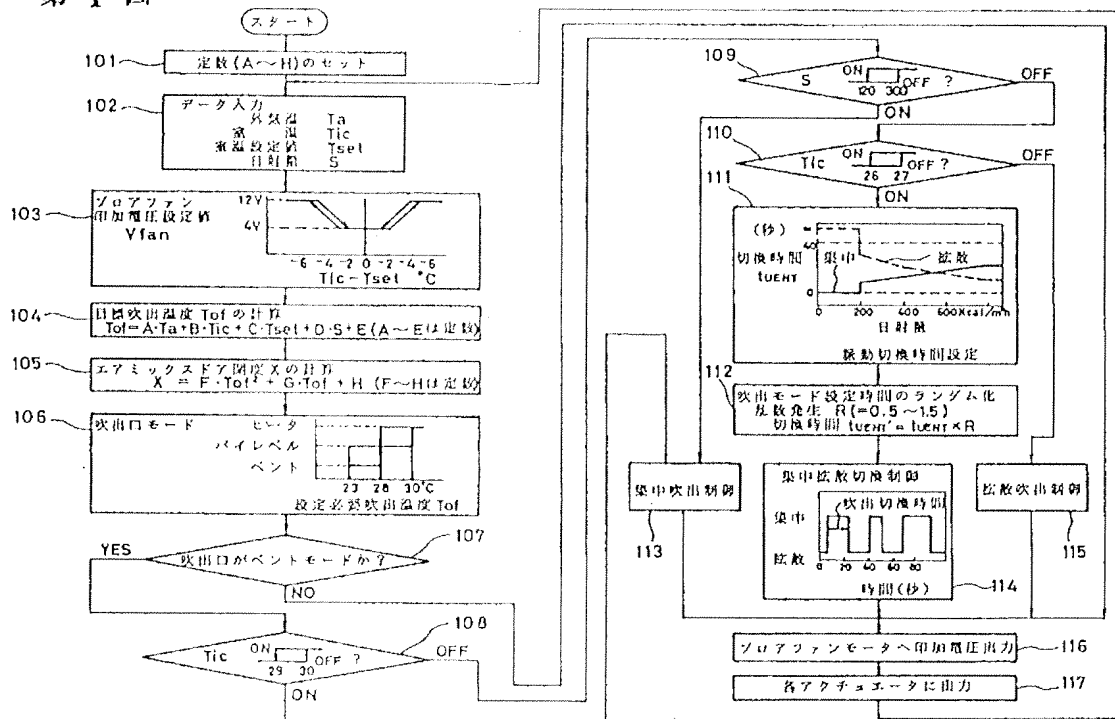 第1図
スタート
101
定数(A〜H)のセット
102
データ入力
外気温 Ta
室温 Tic
室温設定値 Tset
日射量 S
103
ブロアファン
印加電圧設定値
Vfan
12V
4V
-6 -4 -2 0 -2 -4 -6
Tic-Tset °C
104
目標吹出温度 Tof の計算
Tof=A·Ta+B·Tic+C·Tset+D·S+E (A〜Eは定数)
105
エアミックスドア開度Xの計算
X = F·Tof² + G·Tof + H (F〜Hは定数)
106
吹出口モード
ヒータ
バイレベル
ベント
23 28 30°C
設定必要吹出温度 Tof
107
YES
吹出口がベントモードか?
NO
108
Tic ON 29 30 OFF ?
OFF
ON
109
S ON 120 300 OFF ?
OFF
ON
110
Tic ON 26 27 OFF ?
OFF
ON
111
(秒)
∞
60
切換時間
tVENT
集中
拡散
0
0 200 400 600Kcal/mh
日射量
脈動切換時間設定
112
吹出モード設定時間のランダム化
乱数発生 R(=0.5〜1.5)
切換時間 tVENT' = tVENT×R
集中吹出制御
113
集中拡散切換制御
吹出切換時間
集中
拡散
0 20 40 60 80
時間(秒)
114
拡散吹出制御
115
ブロアファンモータへ印加電圧出力
116
各アクチュエータに出力
117